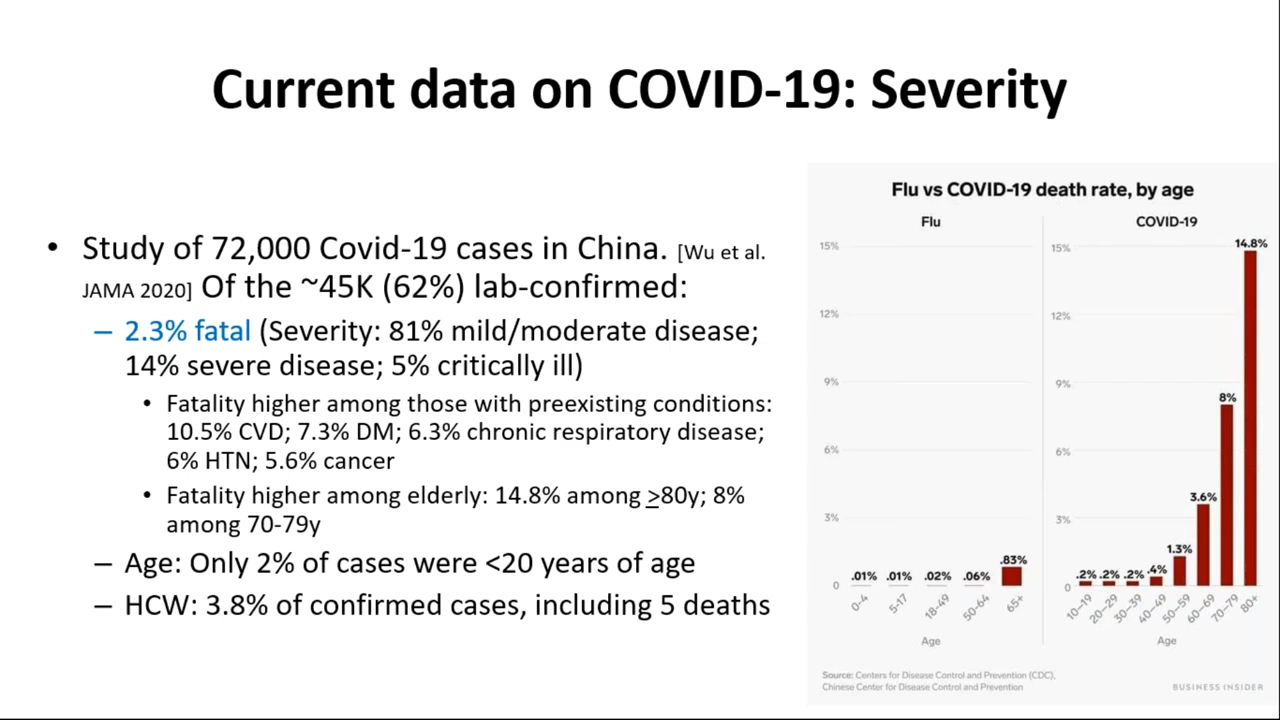 Current data on COVID-19: Severity
• Study of 72,000 Covid-19 cases in China. [Wu et al.
JAMA 2020] Of the ~45K (62%) lab-confirmed:
– 2.3% fatal (Severity: 81% mild/moderate disease;
14% severe disease; 5% critically ill)
• Fatality higher among those with preexisting conditions:
10.5% CVD; 7.3% DM; 6.3% chronic respiratory disease;
6% HTN; 5.6% cancer
• Fatality higher among elderly: 14.8% among >80y; 8%
among 70-79y
– Age: Only 2% of cases were <20 years of age
– HCW: 3.8% of confirmed cases, including 5 deaths
Flu vs COVID-19 death rate, by age
Flu
15%
12%
9%
6%
3%
0
.01% .01% .02% .06% .83%
0-4 5-17 18-49 50-64 65+
Age
COVID-19
15%
12%
9%
6%
3%
0
.2% .2% .2% .4% 1.3% 3.6% 8% 14.8%
10-19 20-29 30-39 40-49 50-59 60-69 70-79 80+
Age
Source: Centers for Disease Control and Prevention (CDC),
Chinese Center for Disease Control and Prevention
BUSINESS INSIDER